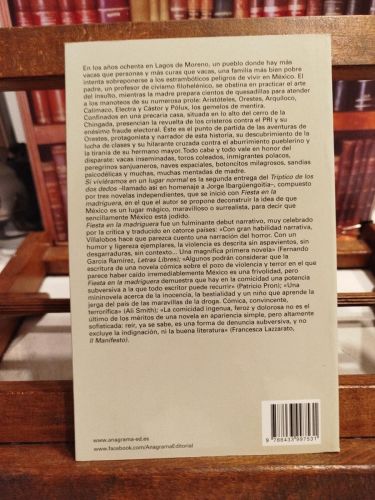 En los años ochenta en Lagos de Moreno, un pueblo donde hay más
vacas que personas y más curas que vacas, una familia más bien pobre
intenta sobreponerse a los estrambóticos peligros de vivir en México. El
padre, un profesor de civismo filohelénico, se obstina en practicar el arte
del insulto, mientras la madre prepara cientos de quesadillas para atender
a los manoteos de su numerosa prole: Aristóteles, Orestes, Arquíloco,
Calímaco, Electra y Cástor y Pólux, los gemelos de mentira.
Confinados en una precaria casa, situada en lo alto del cerro de la
Chingada, presencian la revuelta de los cristeros contra el PRI y su
enésimo fraude electoral. Éste es el punto de partida de las aventuras de
Orestes, protagonista y narrador de esta historia, su descubrimiento de la
lucha de clases y su hilarante cruzada contra el aburrimiento pueblerino y
la tiranía de su hermano mayor. Todo cabe y todo vale en honor del
disparate: vacas inseminadas, toros coleados, inmigrantes polacos,
peregrinos sanjuaneros, naves espaciales, botoncitos milagrosos, sandías
psicodélicas y muchas, muchas mentadas de madre.
Si viviéramos en un lugar normal es la segunda entrega del Tríptico de los
dos dedos –llamado así en homenaje a Jorge Ibargüengoitia–, compuesto
por tres novelas independientes, que se inició con Fiesta en la
madriguera, en el que el autor se propone deconstruir la idea de que
México es un lugar mágico, maravilloso o surrealista, para decir que
sencillamente México está jodido.
Fiesta en la madriguera fue un fulminante debut narrativo, muy celebrado
por la crítica y traducido en catorce países: «Con gran habilidad narrativa,
Villalobos hace que parezca cuento una narración del horror. Con un
humor y ligereza ejemplares, la violencia es descrita sin aspavientos, sin
desgarraduras, sin contexto... Una magnífica primera novela» (Fernando
García Ramírez, Letras Libres); «Algunos podrán considerar que la
escritura de una novela cómica sobre el pozo de violencia y terror en el que
parece haber caído irremediablemente México es una frivolidad, pero
Fiesta en la madriguera demuestra que hay en la comicidad una potencia
subversiva a la que todo escritor puede recurrir» (Patricio Pron); «Una
mininovela acerca de la inocencia, la bestialidad y un niño que aprende la
jerga del país de las maravillas de la droga. Cómica, convincente,
terrorífica» (Ali Smith); «La comicidad ingenua, feroz y dolorosa no es el
último de los méritos de una novela en apariencia simple, pero altamente
sofisticada: reír, ya se sabe, es una forma de denuncia subversiva, y no
excluye la indignación, ni la buena literatura» (Francesca Lazzarato,
Il Manifesto).
www.anagrama-ed.es
www.facebook.com/AnagramaEditorial
9 788433 997531